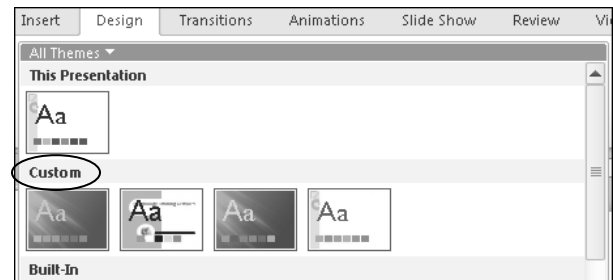 Insert Design Transitions Animations Slide Show Review
All Themes
This Presentation
Aa
Custom
Aa Aa Aa Aa
Built-In